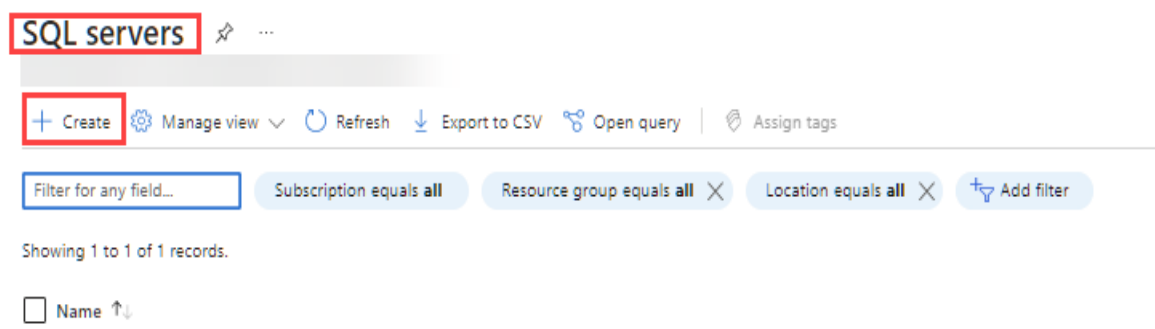 SQL servers
Create Manage view Refresh Export to CSV Open query Assign tags
Filter for any field... Subscription equals all Resource group equals all Location equals all Add filter
Showing 1 to 1 of 1 records.
Name